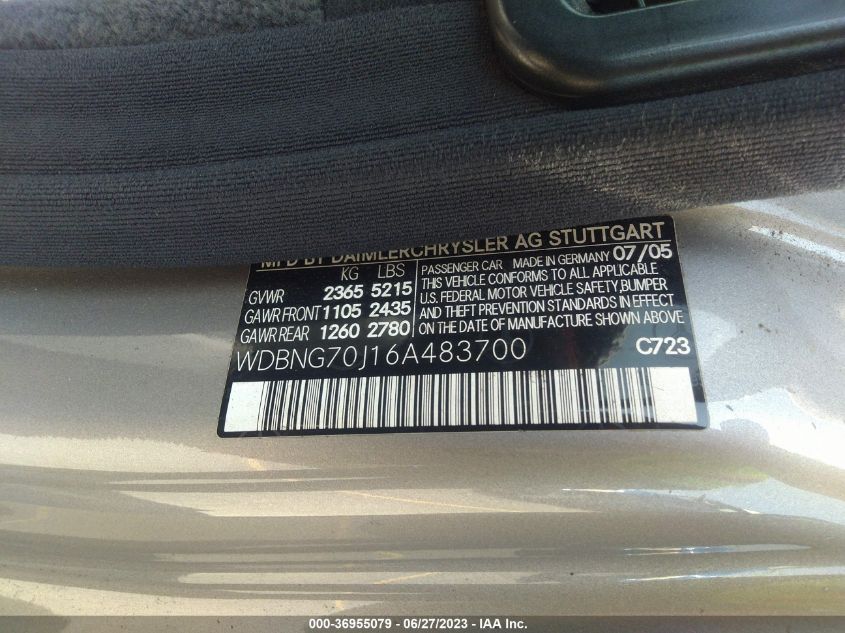 MFD BY DAIMLERCHRYSLER AG STUTTGART
KG LBS
GVWR 2365 5215
GAWR FRONT 1105 2435
GAWR REAR 1260 2780
PASSENGER CAR MADE IN GERMANY 07/05
THIS VEHICLE CONFORMS TO ALL APPLICABLE
U.S. FEDERAL MOTOR VEHICLE SAFETY,BUMPER
AND THEFT PREVENTION STANDARDS IN EFFECT
ON THE DATE OF MANUFACTURE SHOWN ABOVE
WDBNG70J16A483700 C723
000-36955079 - 06/27/2023 - IAA Inc.